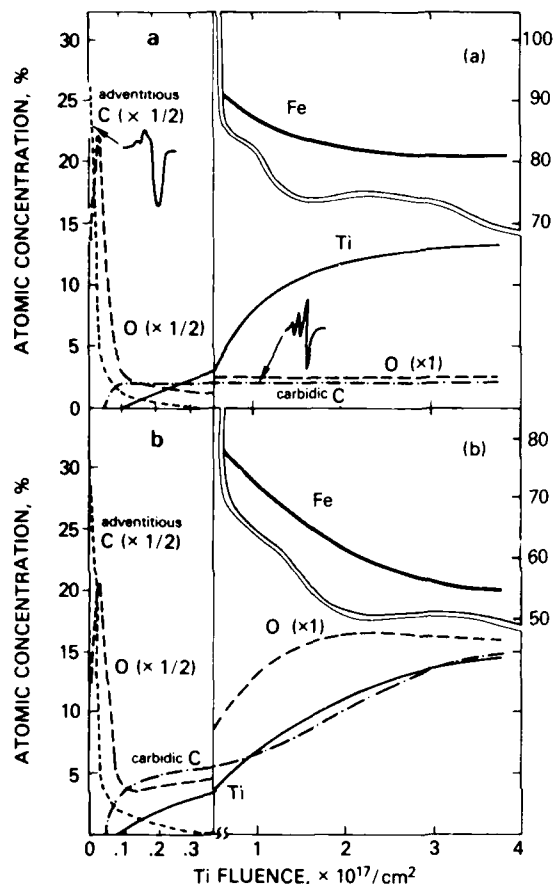 30
25
20
15
10
5
0
a
adventitious
C (× 1/2)
O (× 1/2)
(a)
Fe
Ti
O (×1)
carbidic C
100
90
80
70
ATOMIC CONCENTRATION, %
30
25
20
15
10
5
b
adventitious
C (× 1/2)
O (× 1/2)
carbidic C
Ti
(b)
Fe
O (×1)
80
70
60
50
ATOMIC CONCENTRATION, %
0 .1 .2 .3 1 2 3 4
Ti FLUENCE, × 10¹⁷/cm²